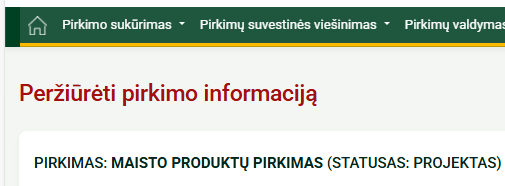 Pirkimo sukūrimas Pirkimų suvestinės viešinimas Pirkimų valdymas
Peržiūrėti pirkimo informaciją
PIRKIMAS: MAISTO PRODUKTŲ PIRKIMAS (STATUSAS: PROJEKTAS)